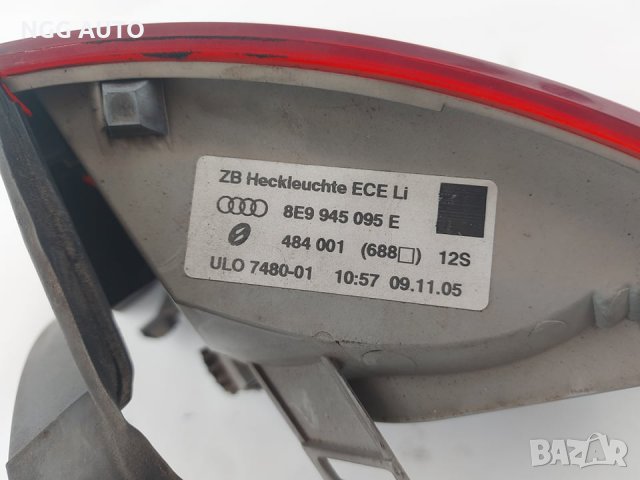 NGG AUTO
ZB Heckleuchte ECE Li
8E9 945 095 E
484 001 (688□) 12S
ULO 7480-01 10:57 09.11.05
BAZAR